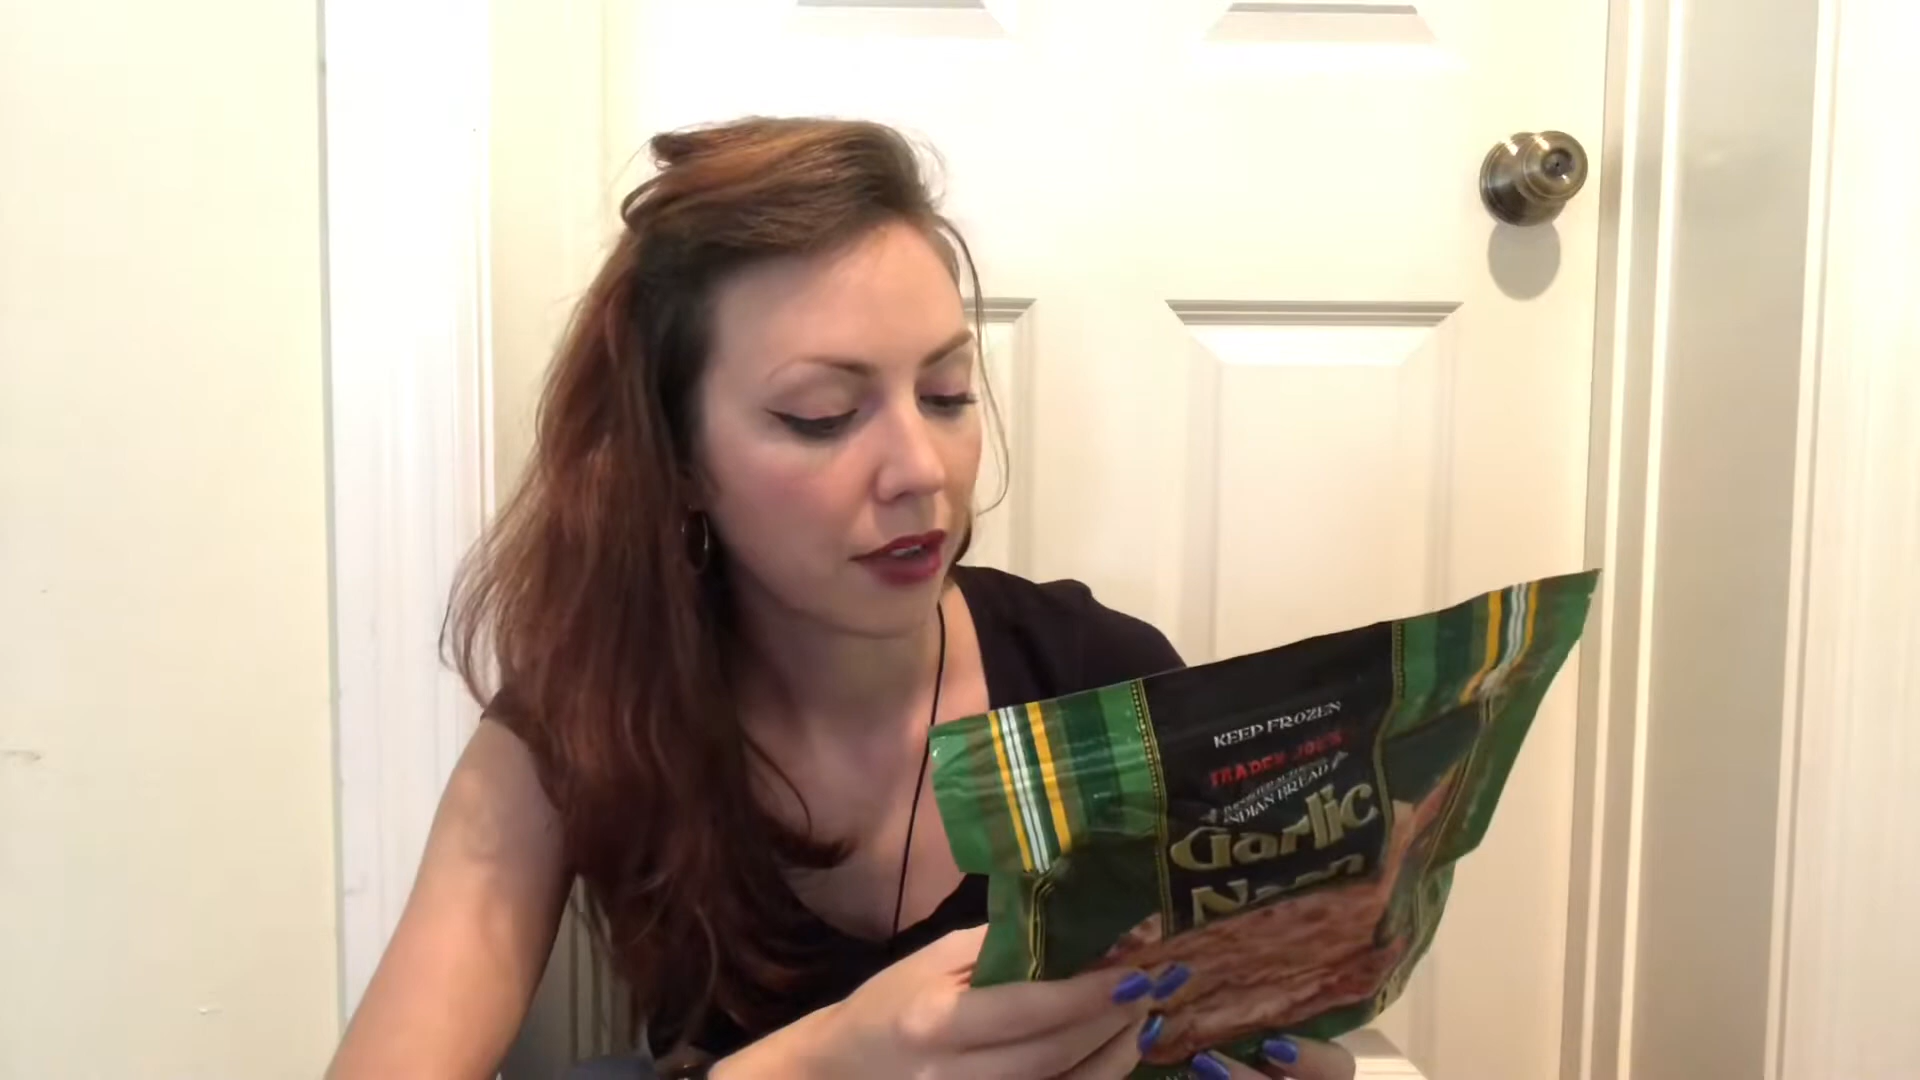 KEEP FROZEN
TRADER JOE'S
INDIAN BREAD
Garlic
Naan